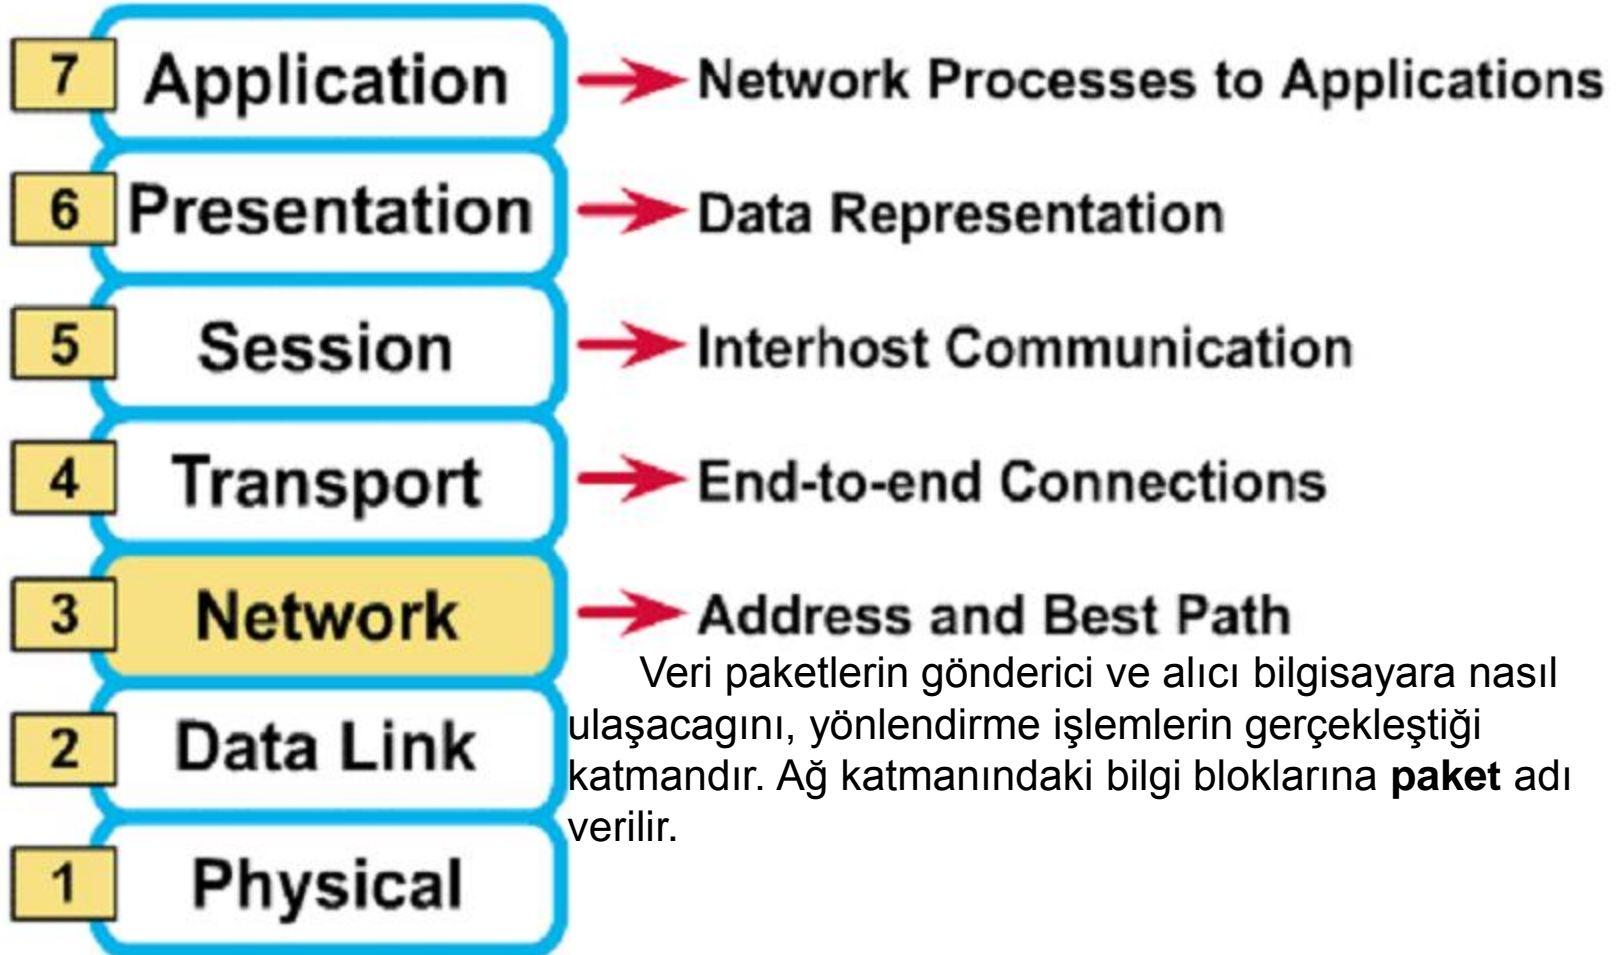 7 Application Network Processes to Applications
6 Presentation Data Representation
5 Session Interhost Communication
4 Transport End-to-end Connections
3 Network Address and Best Path
Veri paketlerin gönderici ve alıcı bilgisayara nasıl
ulaşacagını, yönlendirme işlemlerin gerçekleştiği
katmandır. Ağ katmanındaki bilgi bloklarına paket adı
verilir.
2 Data Link
1 Physical